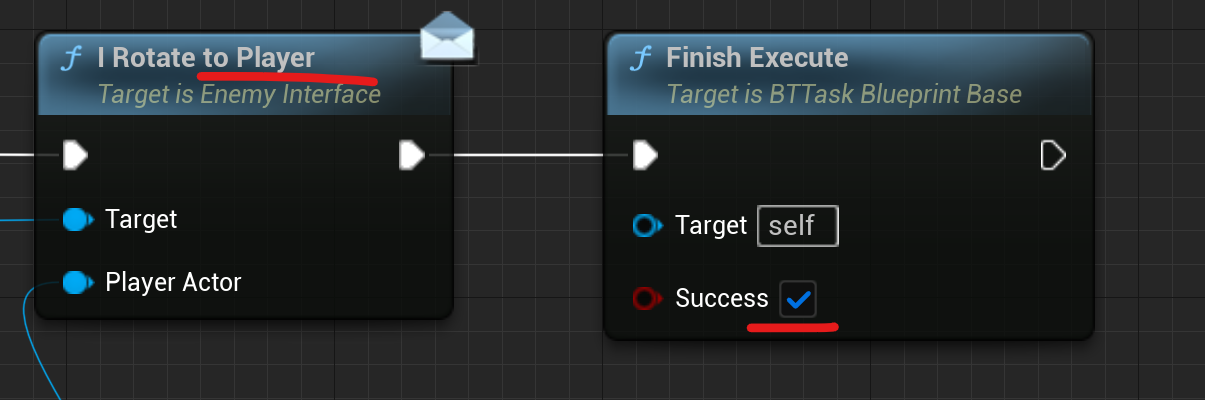 I Rotate to Player
Target is Enemy Interface
Target
Player Actor
Finish Execute
Target is BTTask Blueprint Base
Target self
Success